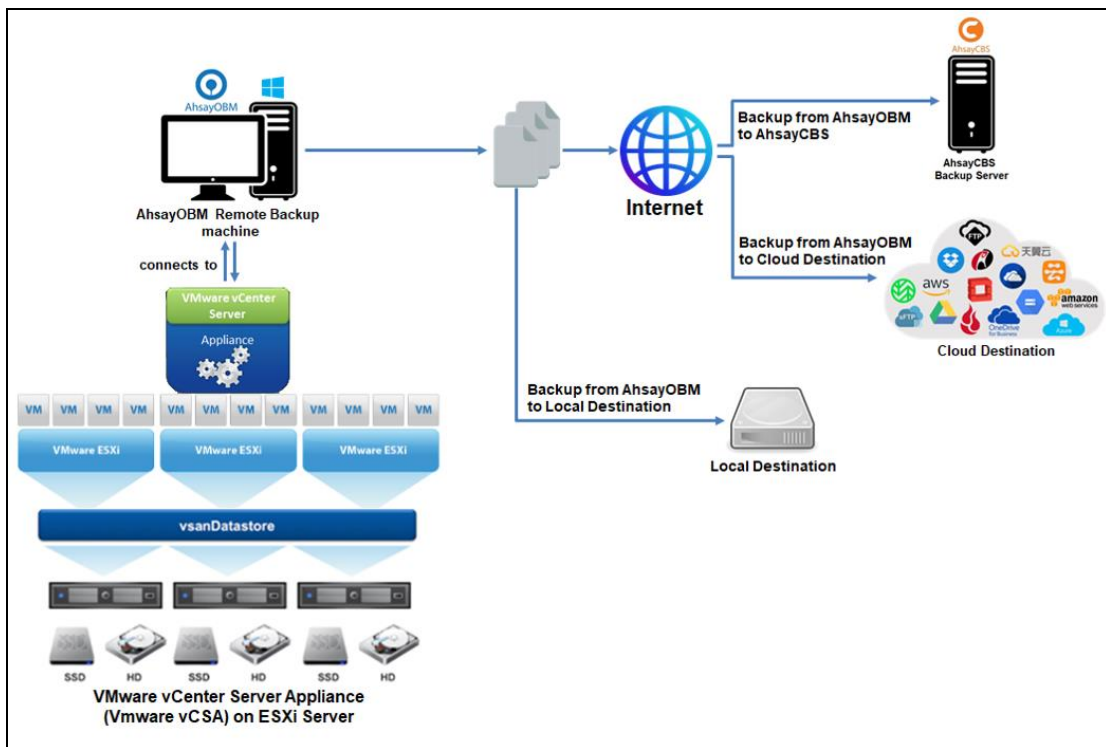 AhsayOBM
AhsayOBM Remote Backup
machine
connects to
VMware vCenter
Server
Appliance
VM VM VM VM VM VM VM VM VM VM VM VM
VMware ESXi VMware ESXi VMware ESXi
vsanDatastore
SSD HD SSD HD SSD HD
VMware vCenter Server Appliance
(Vmware vCSA) on ESXi Server
Internet
Backup from AhsayOBM
to AhsayCBS
AhsayCBS
AhsayCBS
Backup Server
Backup from AhsayOBM
to Cloud Destination
FTP
天翼云
aws
amazon
web services
sFTP
OneDrive
for Business
Azure
Cloud Destination
Backup from AhsayOBM
to Local Destination
Local Destination